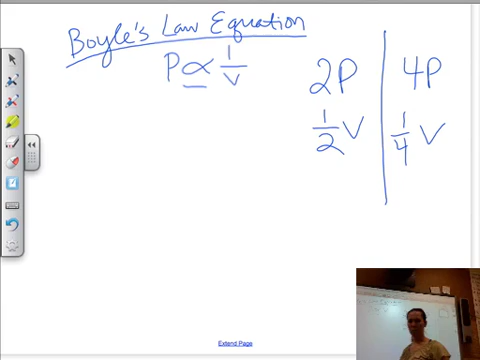 Boyle's Law Equation
P ∝ 1/V
2P 4P
1/2 V 1/4 V
Extend Page